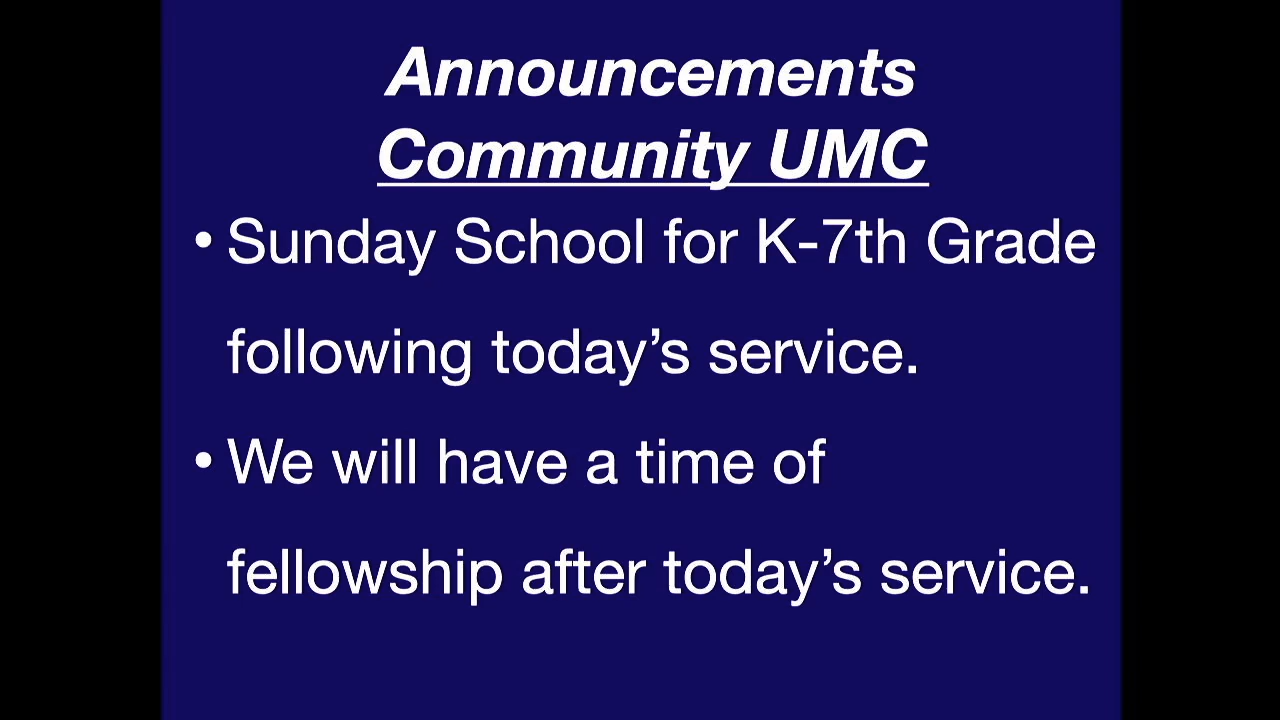 Announcements
Community UMC
• Sunday School for K-7th Grade
following today’s service.
• We will have a time of
fellowship after today’s service.